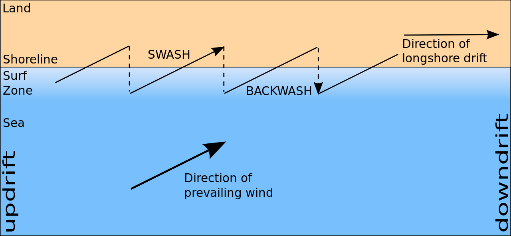 Land
Shoreline
Surf
Zone
Sea
SWASH
BACKWASH
Direction of
longshore drift
Direction of
prevailing wind
updrift
downdrift